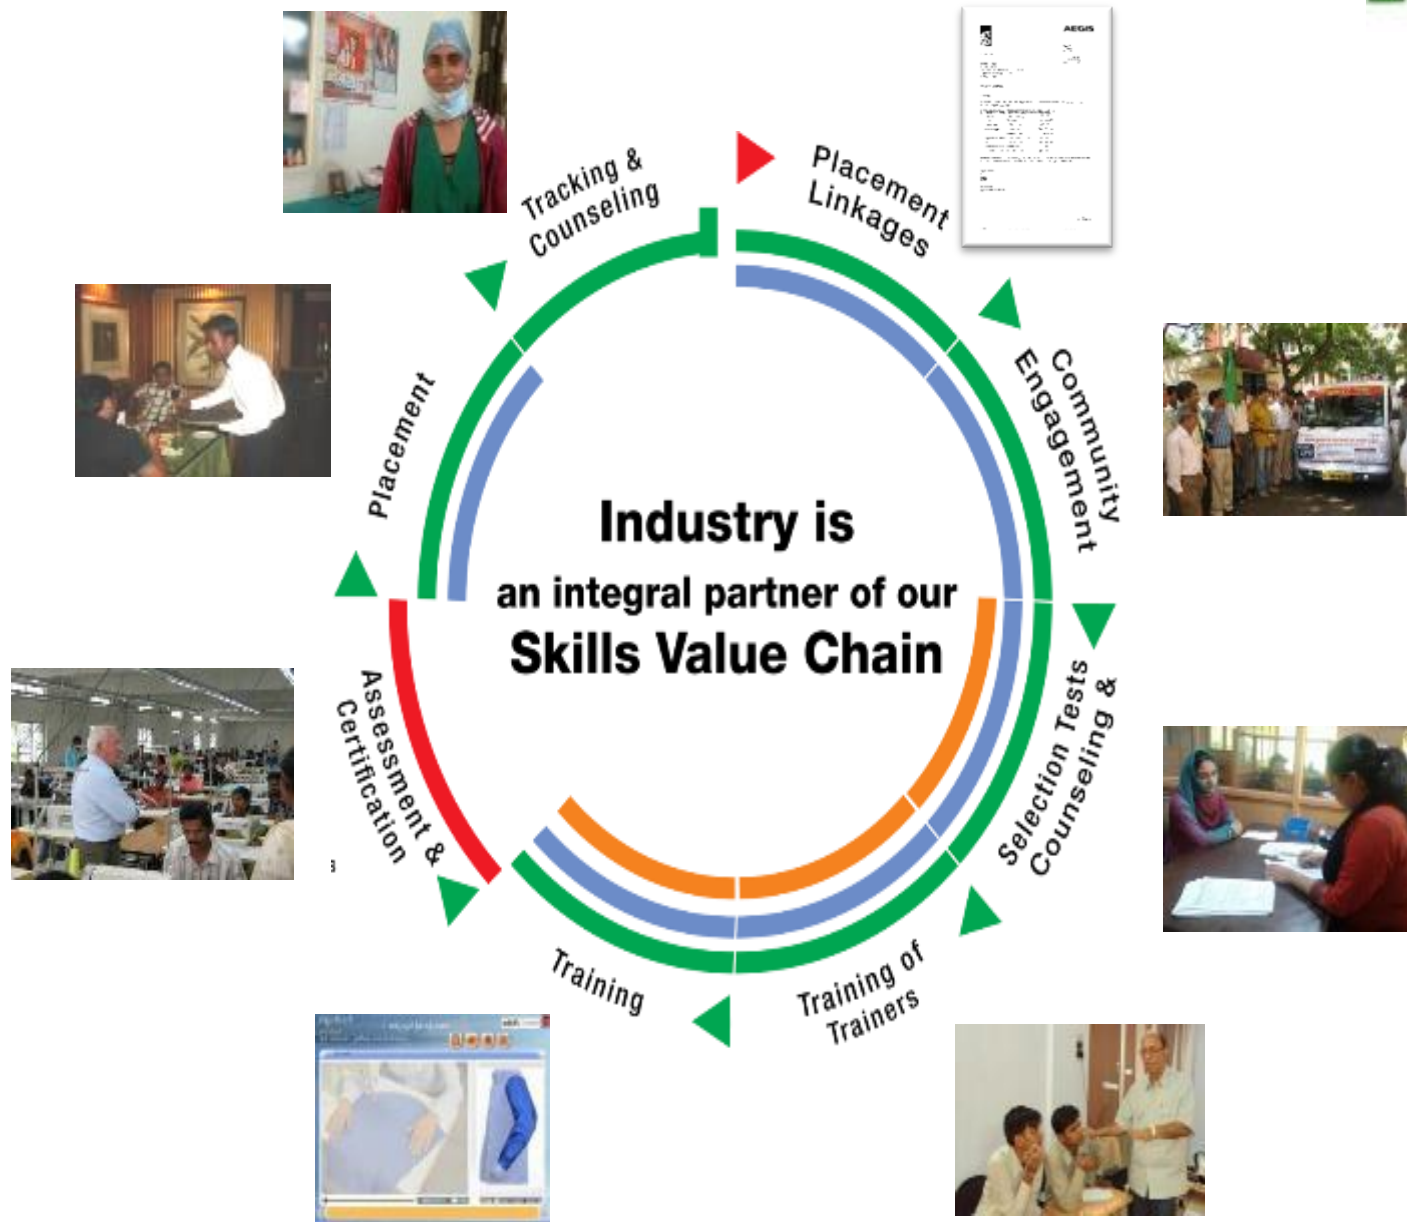 Industry is
an integral partner of our
Skills Value Chain
Placement
Linkages
Community
Engagement
Selection Tests
Counseling &
Training of
Trainers
Training
Assessment &
Certification
Placement
Tracking &
Counseling
AEGIS